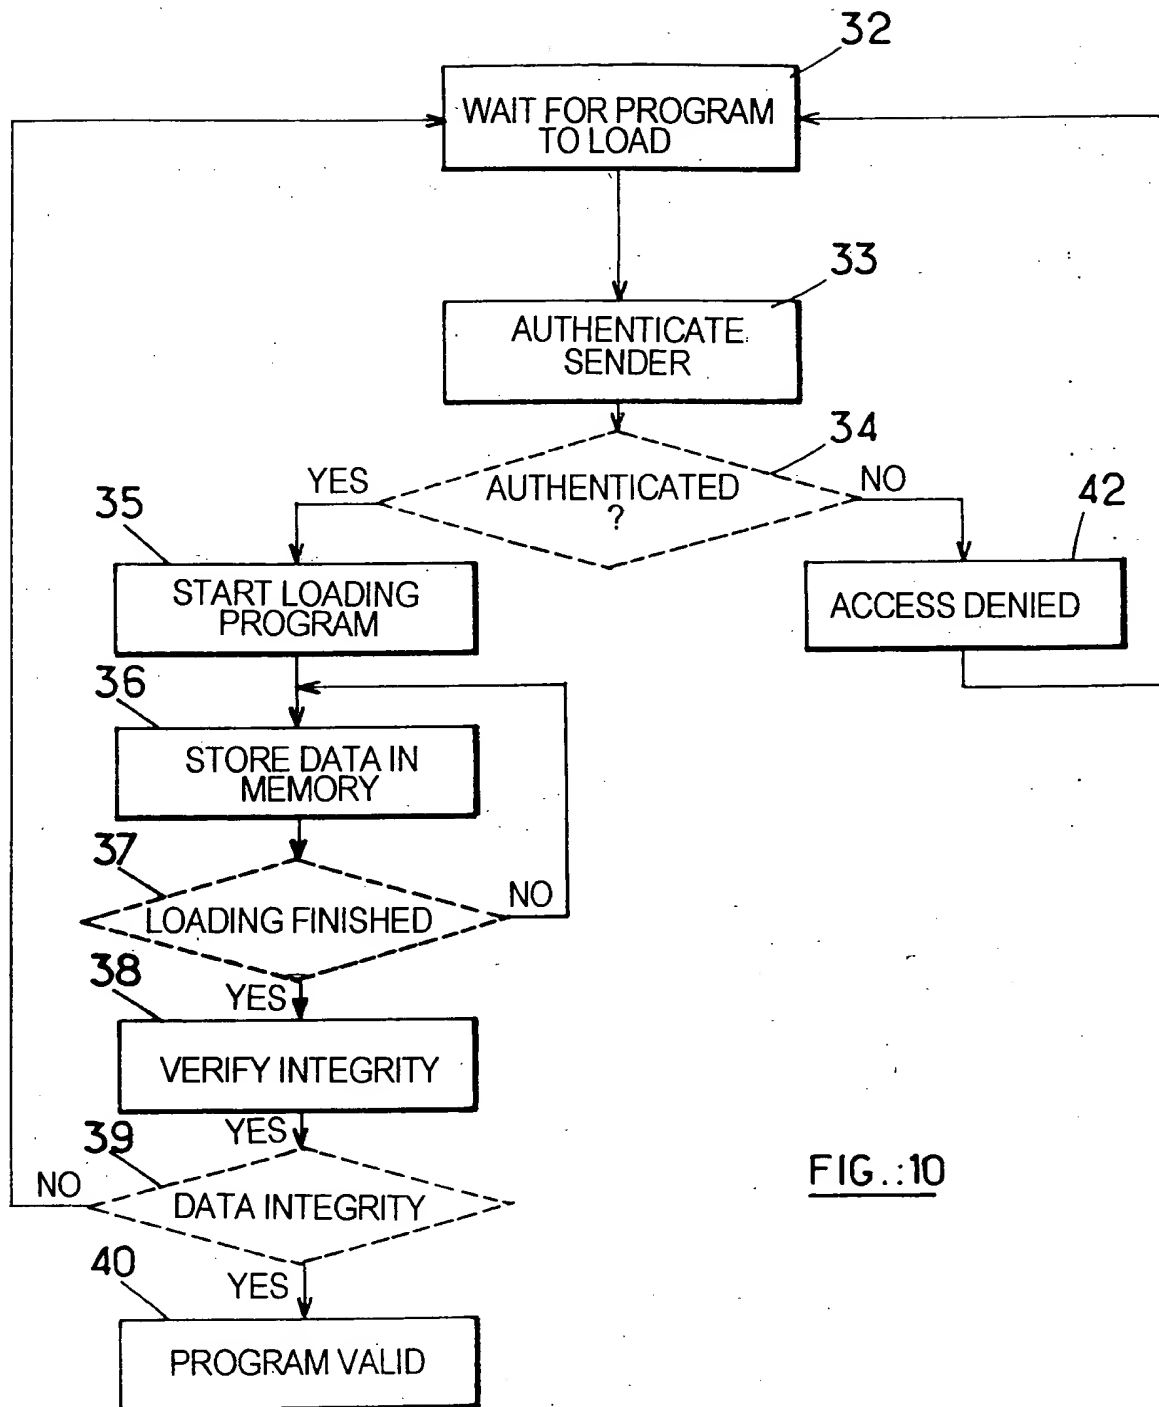 32
WAIT FOR PROGRAM
TO LOAD
33
AUTHENTICATE
SENDER
34
YES
AUTHENTICATED
?
NO
35
42
START LOADING
PROGRAM
ACCESS DENIED
36
STORE DATA IN
MEMORY
37
LOADING FINISHED
NO
38
YES
VERIFY INTEGRITY
YES
39
NO
DATA INTEGRITY
FIG.:10
40
YES
PROGRAM VALID